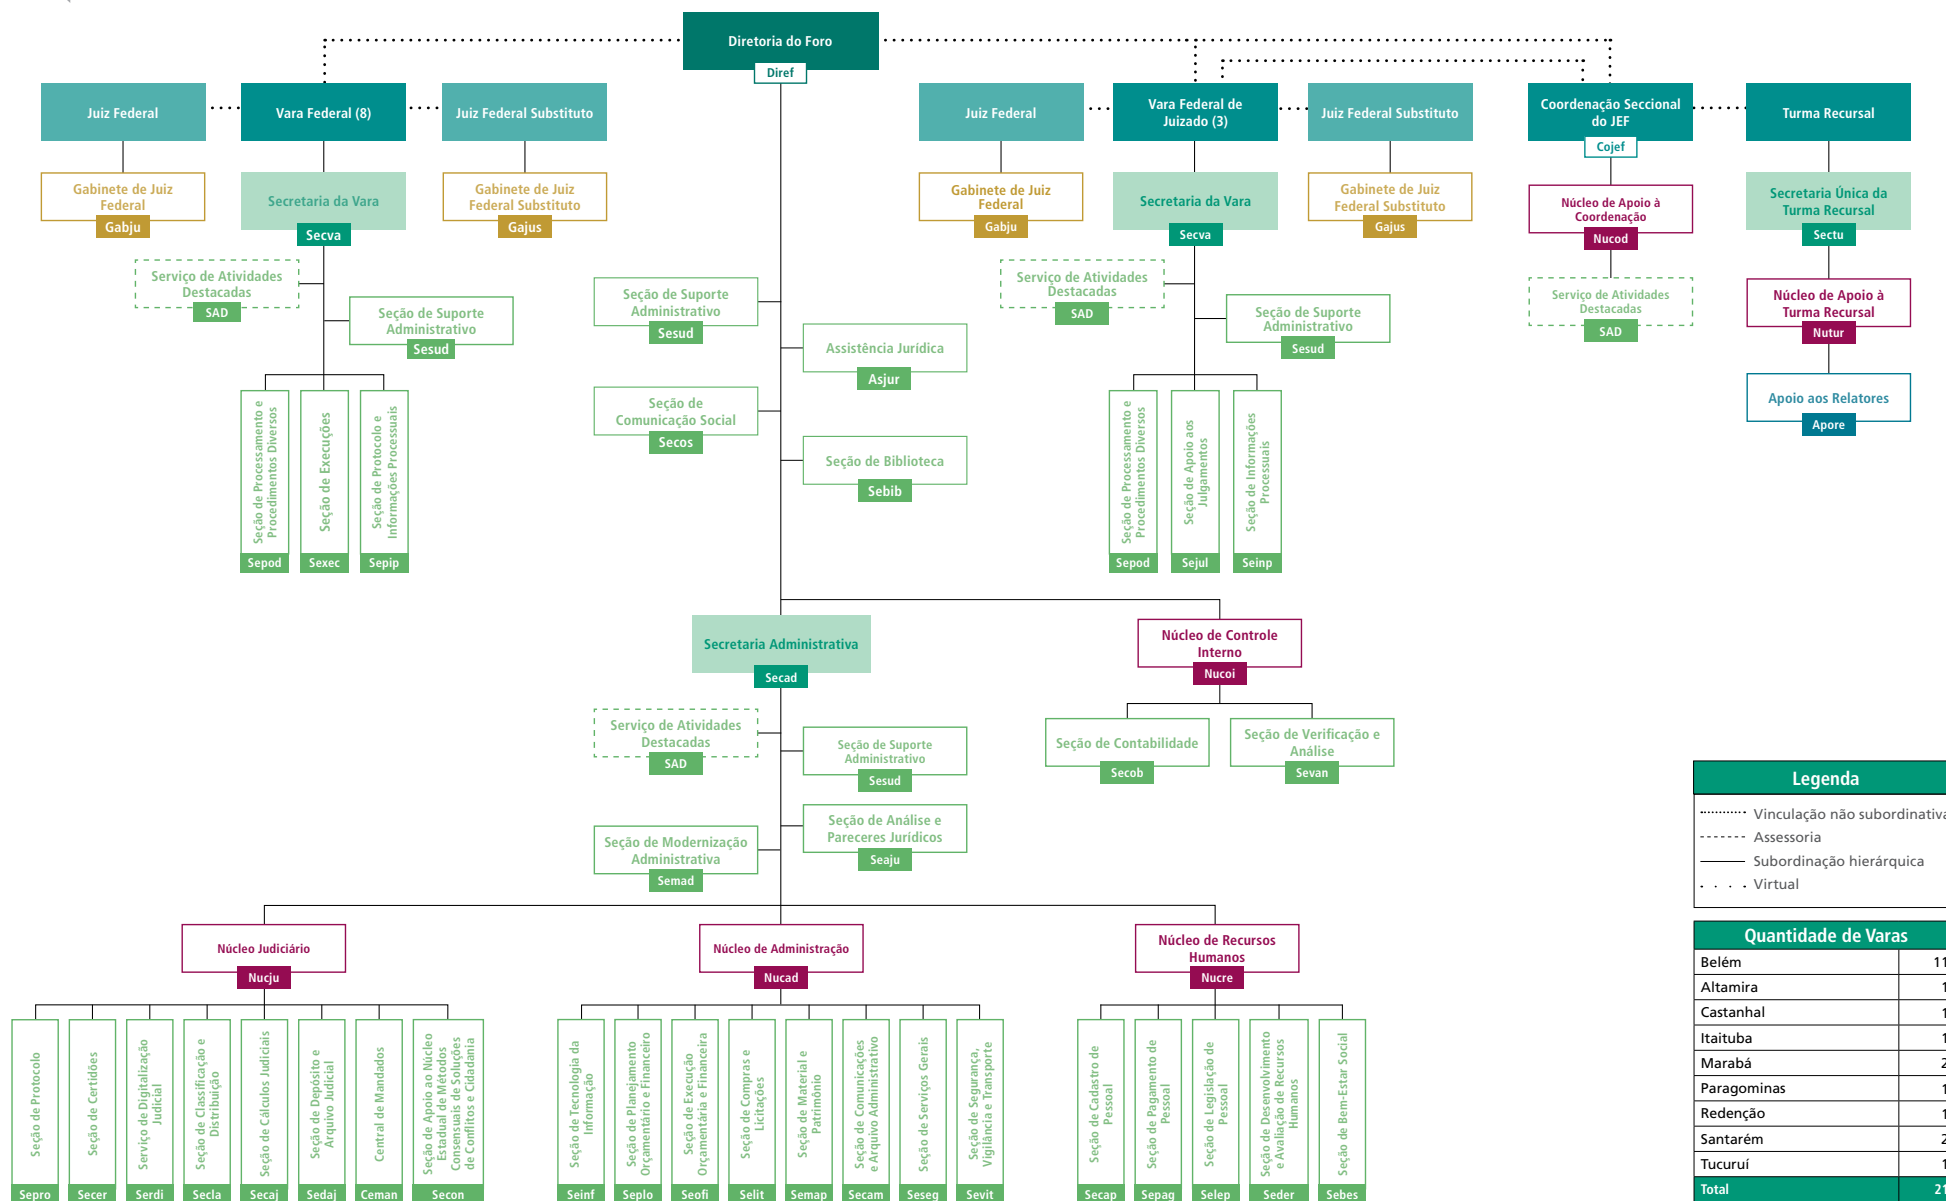 Diretoria do Foro
Diref
Juiz Federal
Vara Federal (8)
Juiz Federal Substituto
Juiz Federal
Vara Federal de
Juizado (3)
Juiz Federal Substituto
Coordenação Seccional
do JEF
Cojef
Turma Recursal
Gabinete de Juiz
Federal
Gabju
Secretaria da Vara
Secva
Gabinete de Juiz
Federal Substituto
Gajus
Gabinete de Juiz
Federal
Gabju
Secretaria da Vara
Secva
Gabinete de Juiz
Federal Substituto
Gajus
Núcleo de Apoio à
Coordenação
Nucod
Secretaria Única da
Turma Recursal
Sectu
Serviço de Atividades
Destacadas
SAD
Seção de Suporte
Administrativo
Sesud
Seção de Suporte
Administrativo
Sesud
Assistência Jurídica
Asjur
Seção de
Comunicação Social
Secos
Seção de Biblioteca
Sebib
Serviço de Atividades
Destacadas
SAD
Seção de Suporte
Administrativo
Sesud
Serviço de Atividades
Destacadas
SAD
Núcleo de Apoio à
Turma Recursal
Nutur
Apoio aos Relatores
Apore
Seção de Processamento e
Procedimentos Diversos
Sepod
Seção de Execuções
Sexec
Seção de Protocolo e
Informações Processuais
Sepip
Seção de Processamento e
Procedimentos Diversos
Sepod
Seção de Apoio aos
Julgamentos
Sejul
Seção de Informações
Processuais
Seinp
Secretaria Administrativa
Secad
Núcleo de Controle
Interno
Nucoi
Serviço de Atividades
Destacadas
SAD
Seção de Suporte
Administrativo
Sesud
Seção de Contabilidade
Secob
Seção de Verificação e
Análise
Sevan
Seção de Modernização
Administrativa
Semad
Seção de Análise e
Pareceres Jurídicos
Seaju
Legenda
Vinculação não subordinativa
Assessoria
Subordinação hierárquica
Virtual
Núcleo Judiciário
Nucju
Núcleo de Administração
Nucad
Núcleo de Recursos
Humanos
Nucre
Seção de Protocolo
Sepro
Seção de Certidões
Secer
Serviço de Digitalização
Judicial
Serdi
Seção de Classificação e
Distribuição
Secla
Seção de Cálculos Judiciais
Secaj
Seção de Depósito e
Arquivo Judicial
Sedaj
Central de Mandados
Ceman
Seção de Apoio ao Núcleo
Estadual de Métodos
Consensuais de Soluções
de Conflitos e Cidadania
Secon
Seção de Tecnologia da
Informação
Seinf
Seção de Planejamento
Orçamentário e Financeiro
Seplo
Seção de Execução
Orçamentária e Financeira
Seofi
Seção de Compras e
Licitações
Selit
Seção de Material e
Patrimônio
Semap
Seção de Comunicações
e Arquivo Administrativo
Secam
Seção de Serviços Gerais
Seseg
Seção de Segurança,
Vigilância e Transporte
Sevit
Seção de Cadastro de
Pessoal
Secap
Seção de Pagamento de
Pessoal
Sepag
Seção de Legislação de
Pessoal
Selep
Seção de Desenvolvimento
e Avaliação de Recursos
Humanos
Seder
Seção de Bem-Estar Social
Sebes
Quantidade de Varas
Belém 11
Altamira 1
Castanhal 1
Itaituba 1
Marabá 2
Paragominas 1
Redenção 1
Santarém 2
Tucuruí 1
Total 21